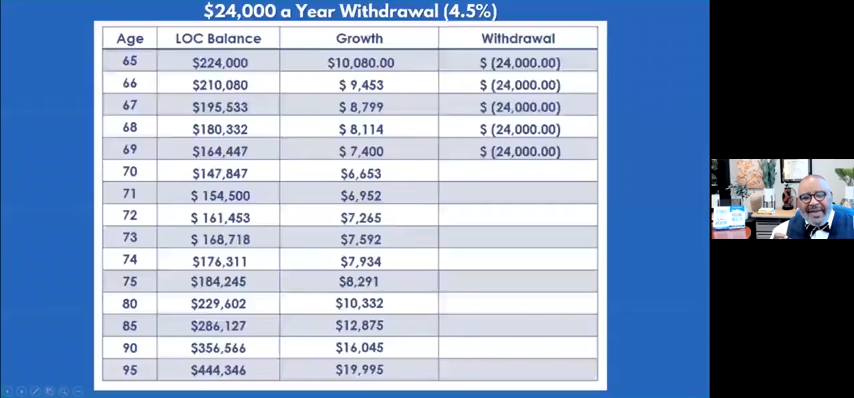 $24,000 a Year Withdrawal (4.5%)
Age LOC Balance Growth Withdrawal
65 $224,000 $10,080.00 $ (24,000.00)
66 $210,080 $ 9,453 $ (24,000.00)
67 $195,533 $ 8,799 $ (24,000.00)
68 $180,332 $ 8,114 $ (24,000.00)
69 $164,447 $ 7,400 $ (24,000.00)
70 $147,847 $6,653
71 $ 154,500 $6,952
72 $ 161,453 $7,265
73 $ 168,718 $7,592
74 $176,311 $7,934
75 $184,245 $8,291
80 $229,602 $10,332
85 $286,127 $12,875
90 $356,566 $16,045
95 $444,346 $19,995